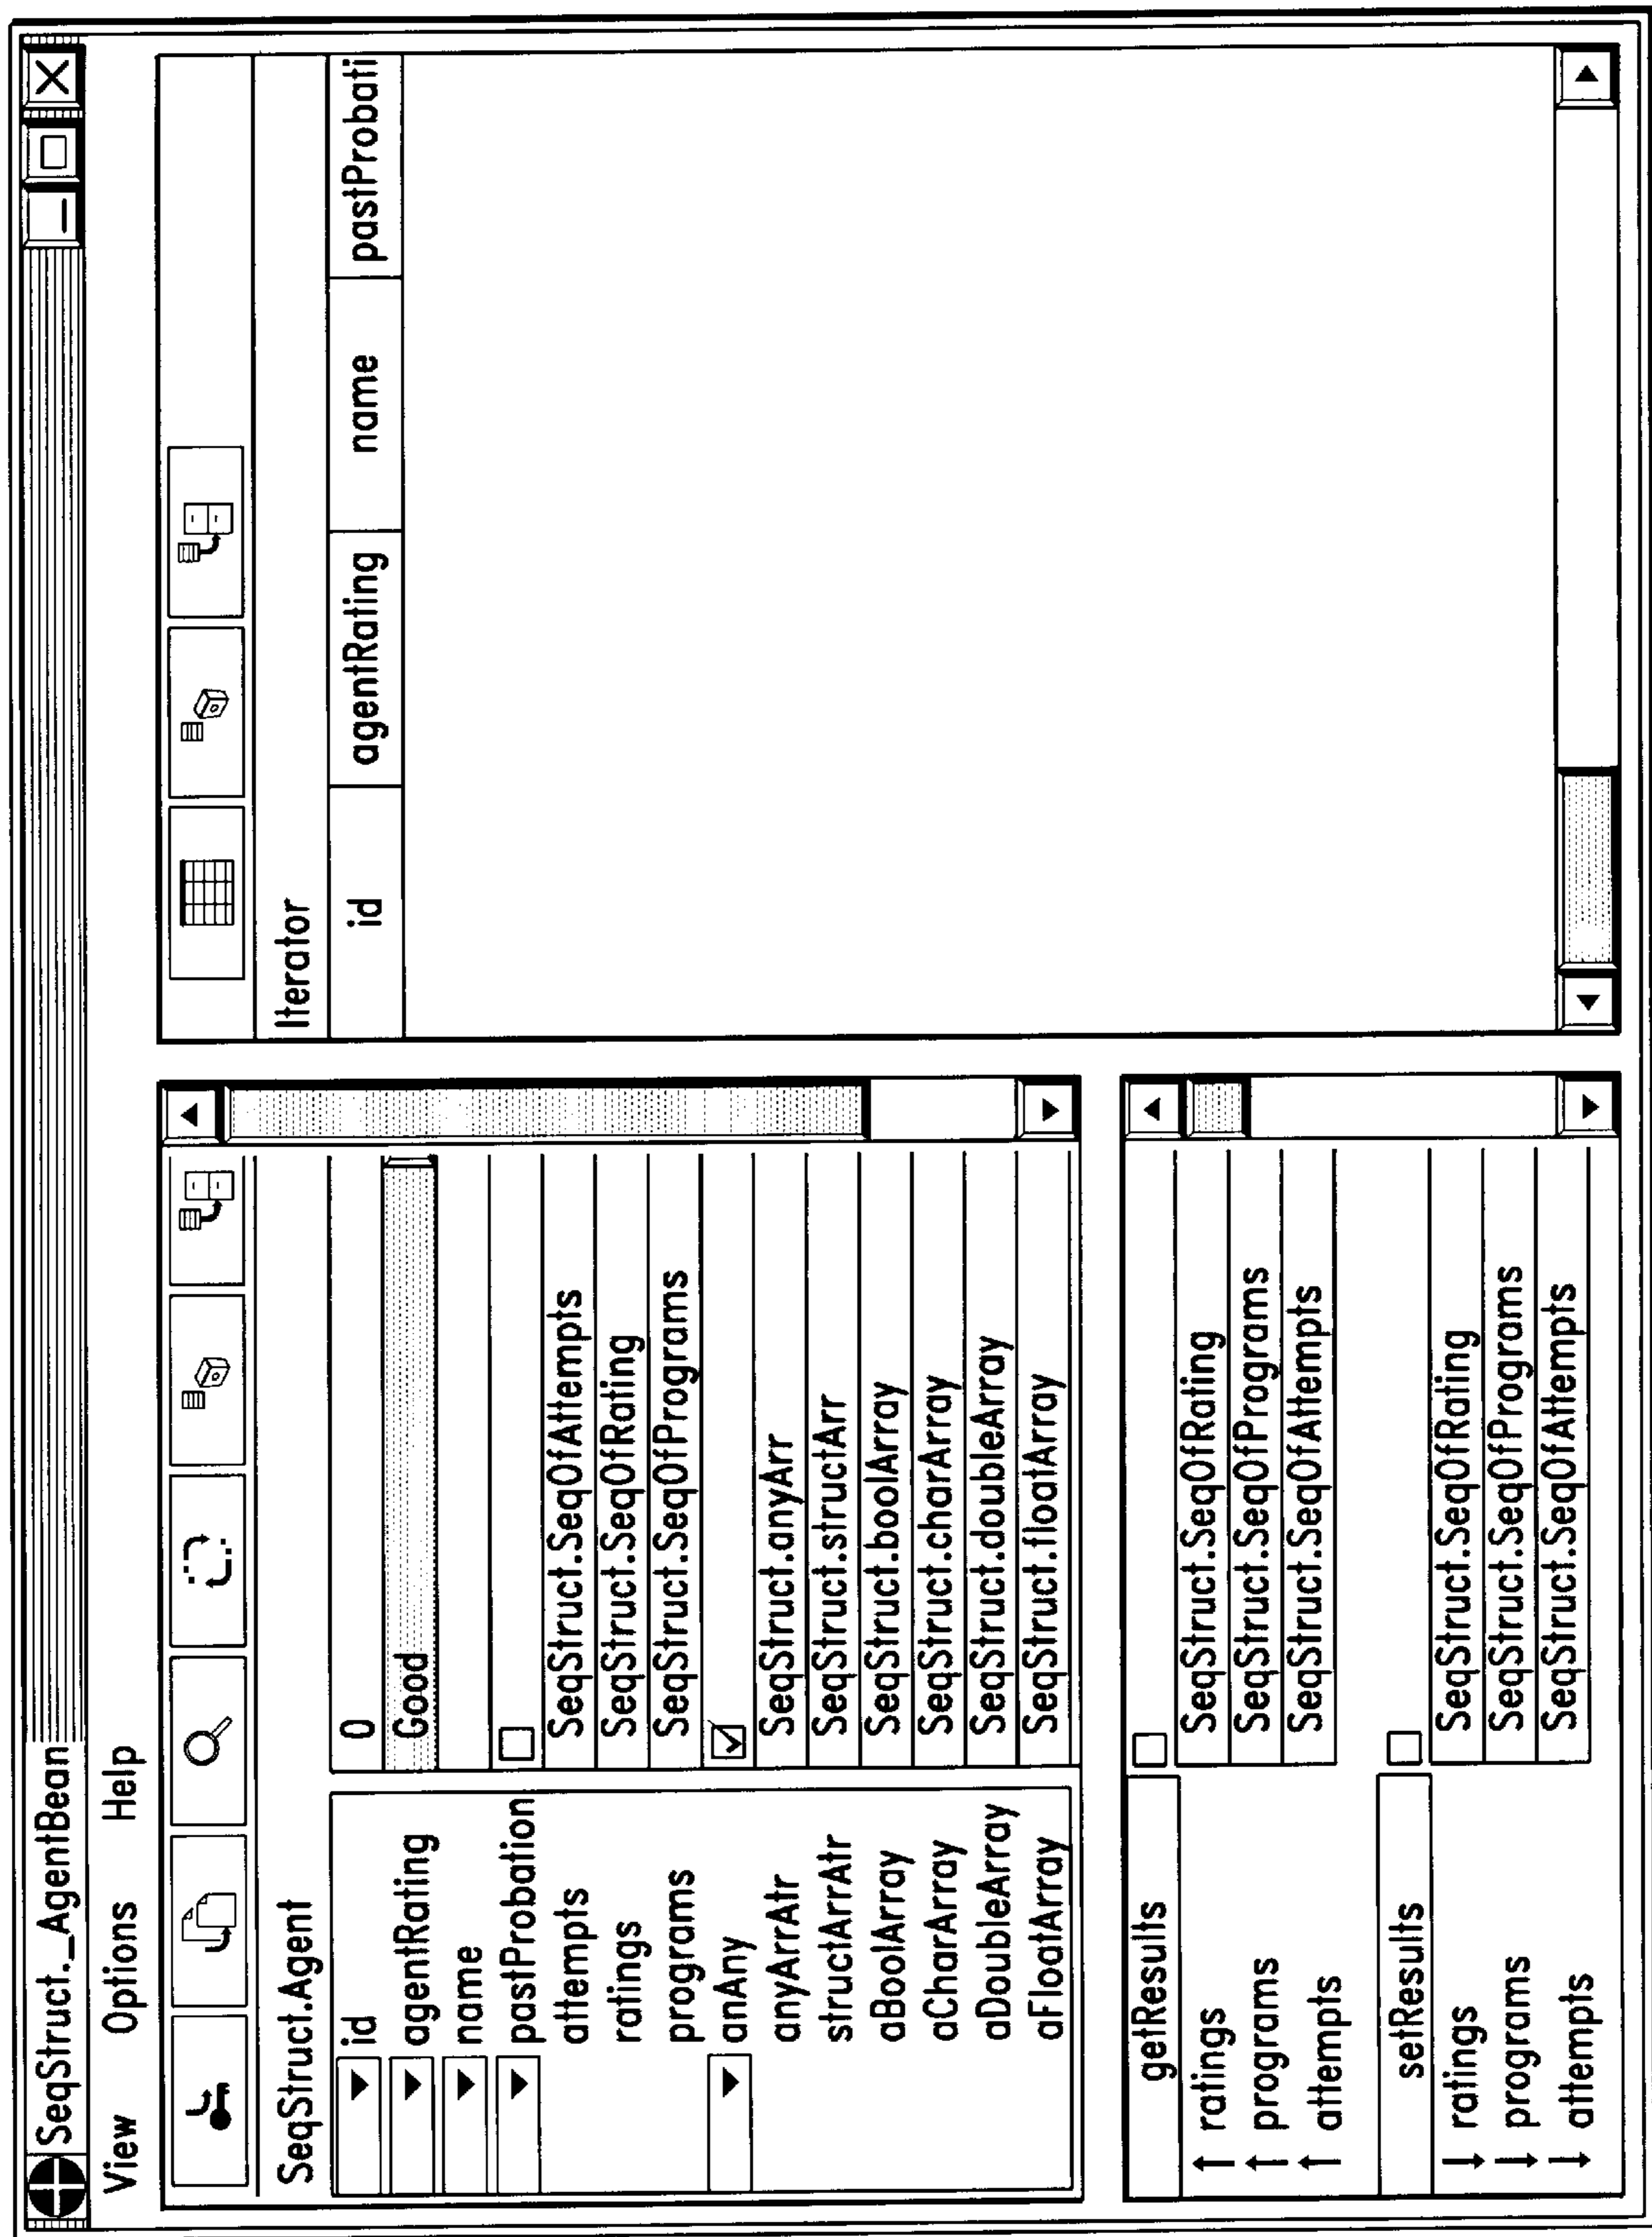 SeqStruct._AgentBean
View Options Help
SeqStruct.Agent
id 0
agentRating Good
name
pastProbation
attempts SeqStruct.SeqOfAttempts
ratings SeqStruct.SeqOfRating
programs SeqStruct.SeqOfPrograms
anAny
anyArrAtr SeqStruct.anyArr
structArrAtr SeqStruct.structArr
aBoolArray SeqStruct.boolArray
aCharArray SeqStruct.charArray
aDoubleArray SeqStruct.doubleArray
aFloatArray SeqStruct.floatArray
getResults
ratings SeqStruct.SeqOfRating
programs SeqStruct.SeqOfPrograms
attempts SeqStruct.SeqOfAttempts
setResults
ratings SeqStruct.SeqOfRating
programs SeqStruct.SeqOfPrograms
attempts SeqStruct.SeqOfAttempts
Iterator
id agentRating name pastProbati